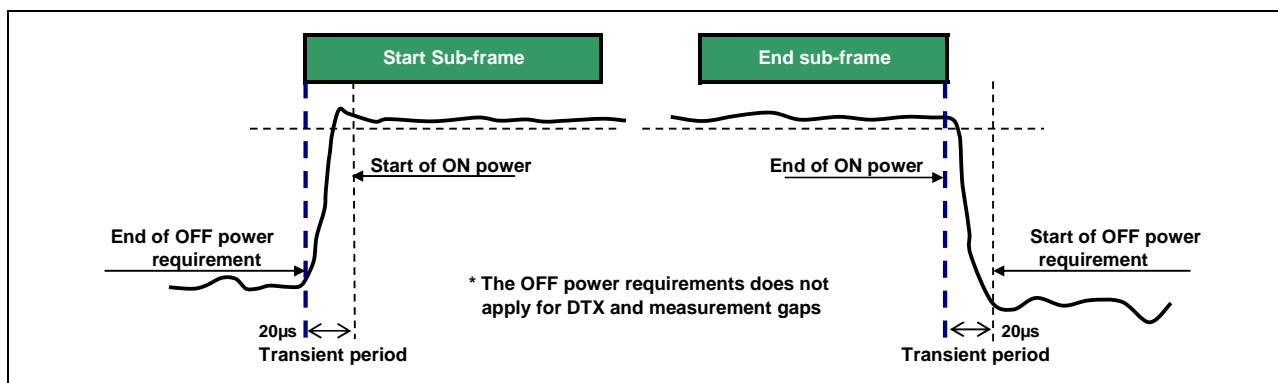 Start Sub-frame
End sub-frame
Start of ON power
End of ON power
End of OFF power
requirement
Start of OFF power
requirement
* The OFF power requirements does not
apply for DTX and measurement gaps
20µs
Transient period
20µs
Transient period